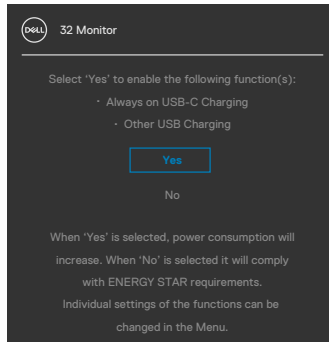 DELL
32 Monitor
Select ‘Yes’ to enable the following function(s):
· Always on USB-C Charging
· Other USB Charging
Yes
No
When ‘Yes’ is selected, power consumption will
increase. When ‘No’ is selected it will comply
with ENERGY STAR requirements.
Individual settings of the functions can be
changed in the Menu.